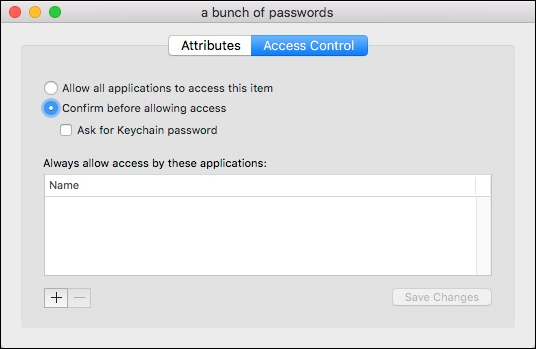 a bunch of passwords
Attributes Access Control
Allow all applications to access this item
Confirm before allowing access
Ask for Keychain password
Always allow access by these applications:
Name
+ −
Save Changes